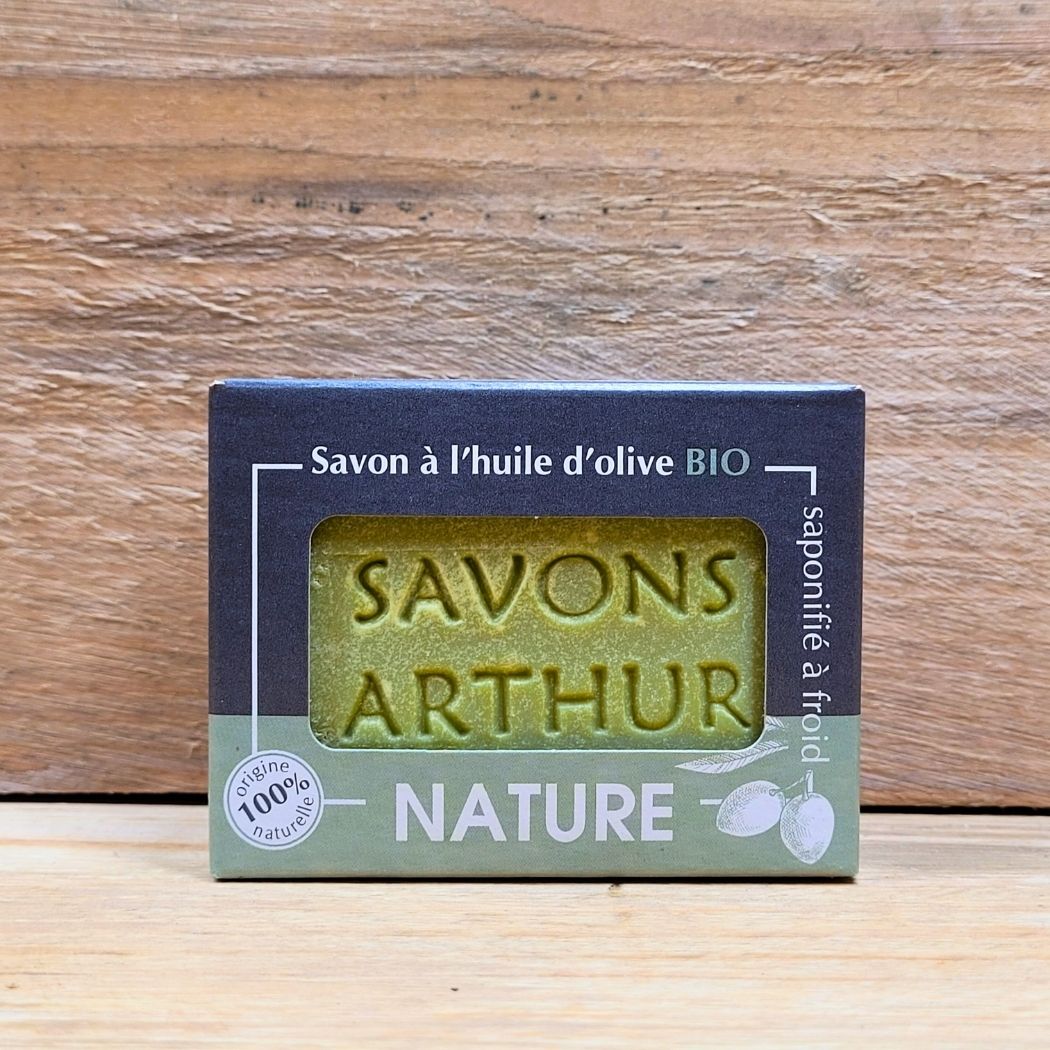 Savon à l'huile d'olive BIO
saponifié à froid
SAVONS
ARTHUR
origine
100%
naturelle
NATURE